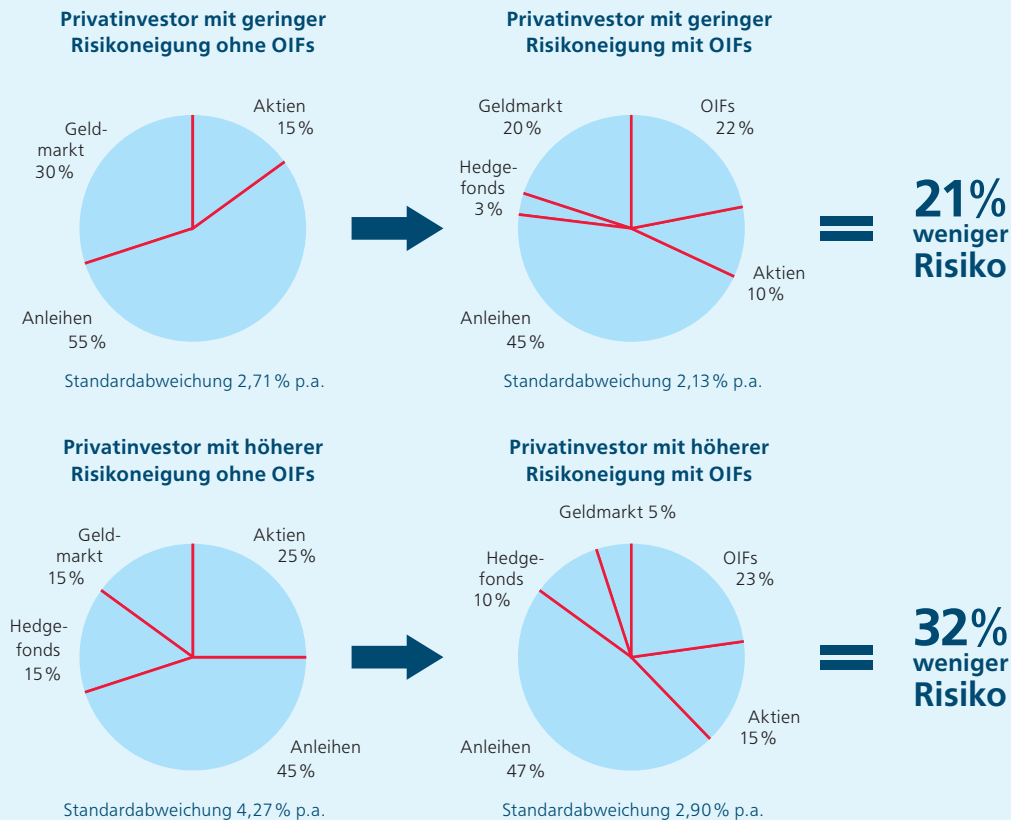 Privatinvestor mit geringer
Risikoneigung ohne OIFs
Aktien
15%
Geld-
markt
30%
Anleihen
55%
Standardabweichung 2,71% p.a.
Privatinvestor mit geringer
Risikoneigung mit OIFs
Geldmarkt
20%
OIFs
22%
Hedge-
fonds
3%
Aktien
10%
Anleihen
45%
Standardabweichung 2,13% p.a.
21%
weniger
Risiko
Privatinvestor mit höherer
Risikoneigung ohne OIFs
Geld-
markt
15%
Aktien
25%
Hedge-
fonds
15%
Anleihen
45%
Standardabweichung 4,27% p.a.
Privatinvestor mit höherer
Risikoneigung mit OIFs
Geldmarkt 5%
Hedge-
fonds
10%
OIFs
23%
Aktien
15%
Anleihen
47%
Standardabweichung 2,90% p.a.
32%
weniger
Risiko